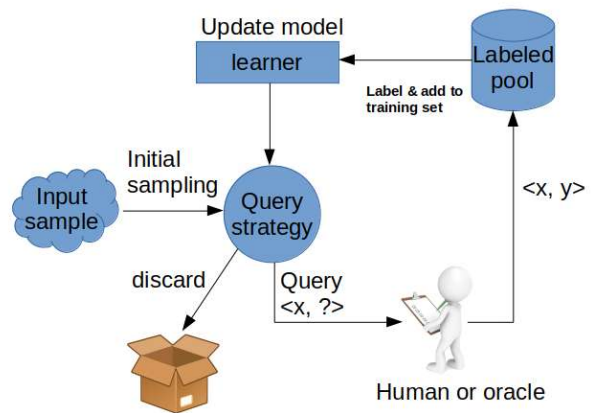 Update model
learner
Labeled
pool
Label & add to
training set
Initial
sampling
Input
sample
Query
strategy
<x, y>
discard
Query
<x, ?>
Human or oracle